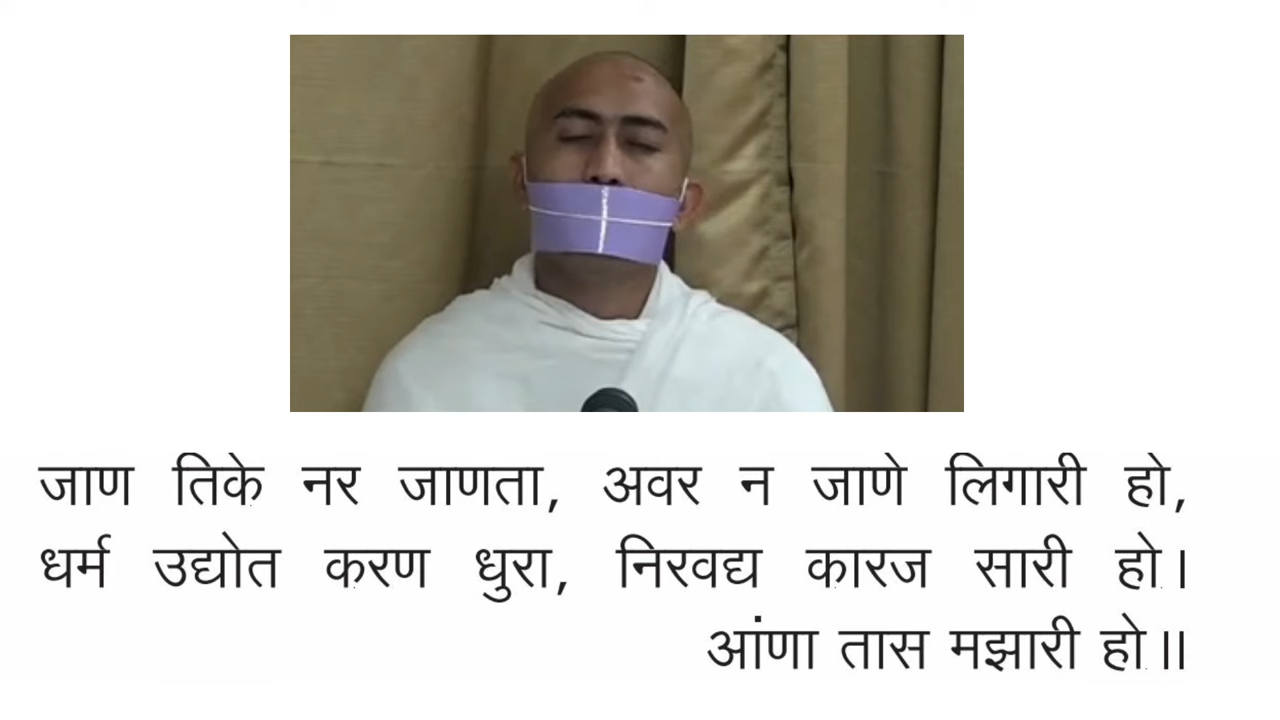 जाण तिके नर जाणता, अवर न जाणे लिगारी हो,
धर्म उद्योत करण धुरा, निरवद्य कारज सारी हो।
आंणा तास मझारी हो॥